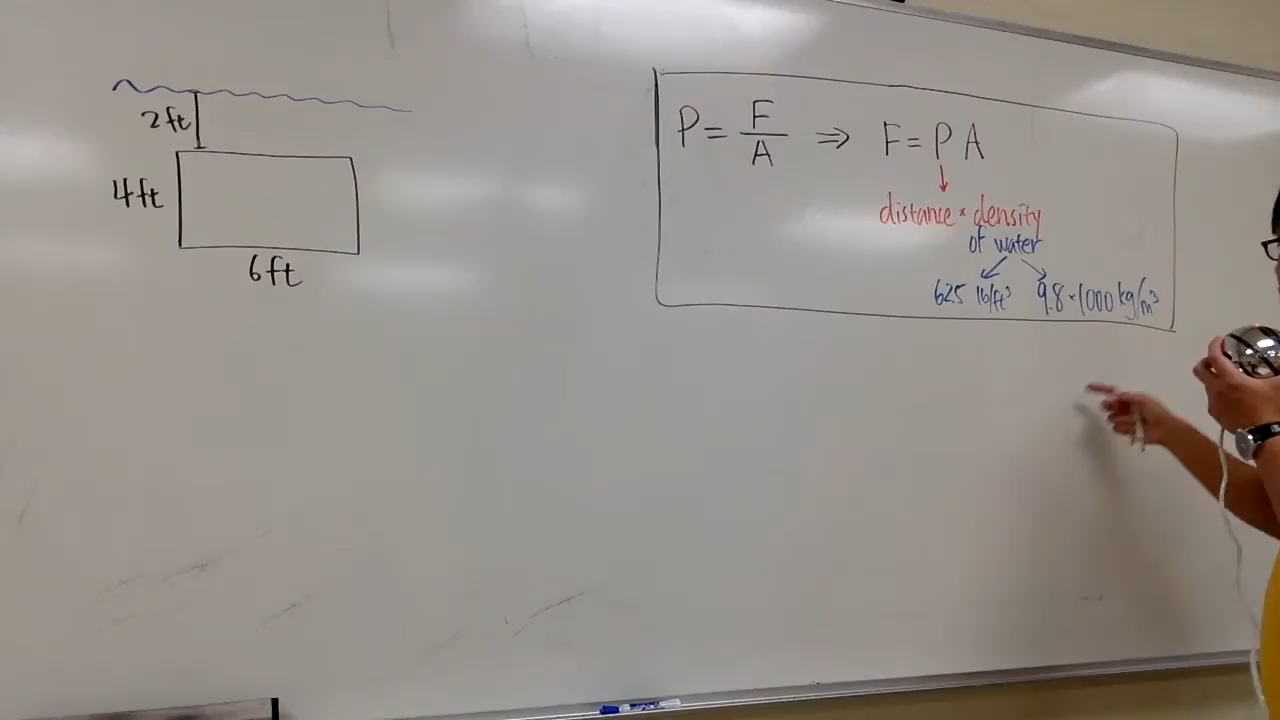 2ft
4ft
6ft
P = F/A ⇒ F = P A
↓
distance × density
of water
62.5 lb/ft³ 9.8 × 1000 kg/m³